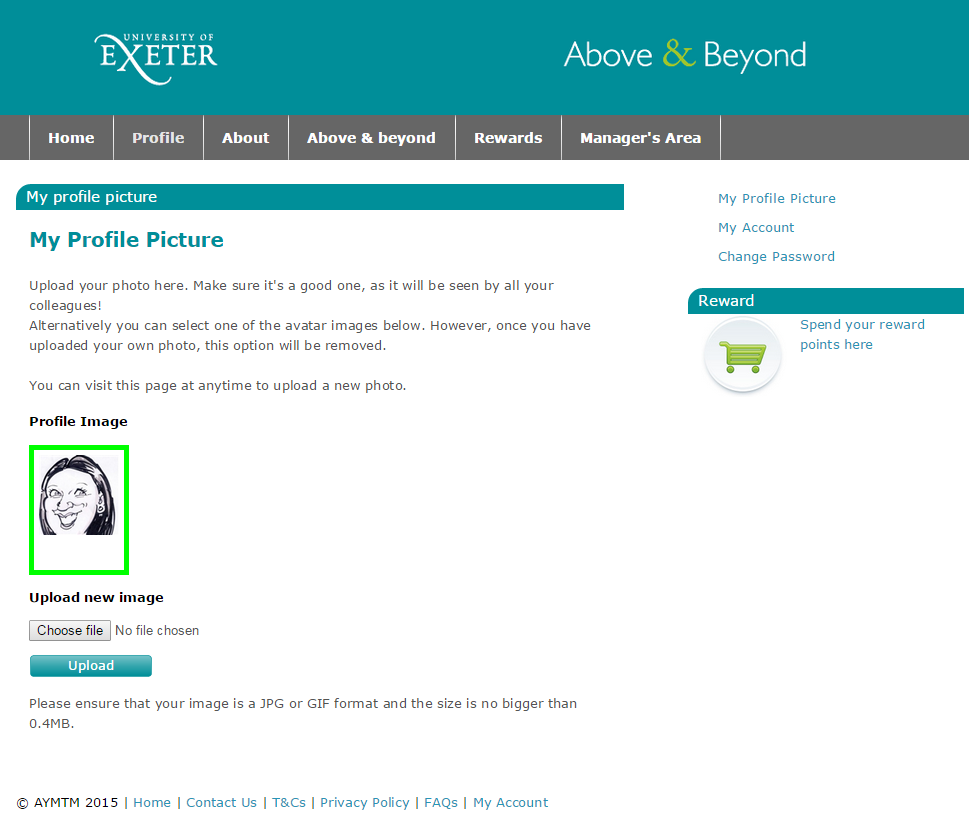 UNIVERSITY OF
EXETER
Above & Beyond
Home Profile About Above & beyond Rewards Manager's Area
My profile picture
My Profile Picture
Upload your photo here. Make sure it's a good one, as it will be seen by all your
colleagues!
Alternatively you can select one of the avatar images below. However, once you have
uploaded your own photo, this option will be removed.
You can visit this page at anytime to upload a new photo.
Profile Image
Upload new image
Choose file No file chosen
Upload
Please ensure that your image is a JPG or GIF format and the size is no bigger than
0.4MB.
My Profile Picture
My Account
Change Password
Reward
Spend your reward
points here
© AYMTM 2015 | Home | Contact Us | T&Cs | Privacy Policy | FAQs | My Account